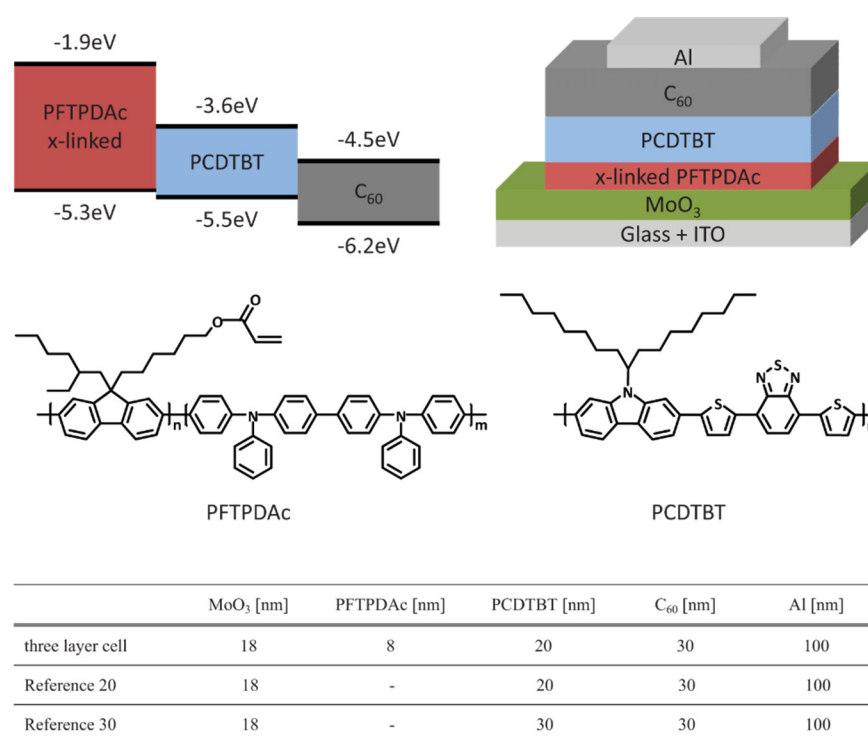 -1.9eV
PFTPDAc
x-linked
-5.3eV
-3.6eV
PCDTBT
-5.5eV
-4.5eV
C₆₀
-6.2eV
Al
C₆₀
PCDTBT
x-linked PFTPDAc
MoO₃
Glass + ITO
O
O
N
N
n
m
PFTPDAc
N
S
N
S
N
S
PCDTBT
MoO₃ [nm] PFTPDAc [nm] PCDTBT [nm] C₆₀ [nm] Al [nm]
three layer cell 18 8 20 30 100
Reference 20 18 - 20 30 100
Reference 30 18 - 30 30 100